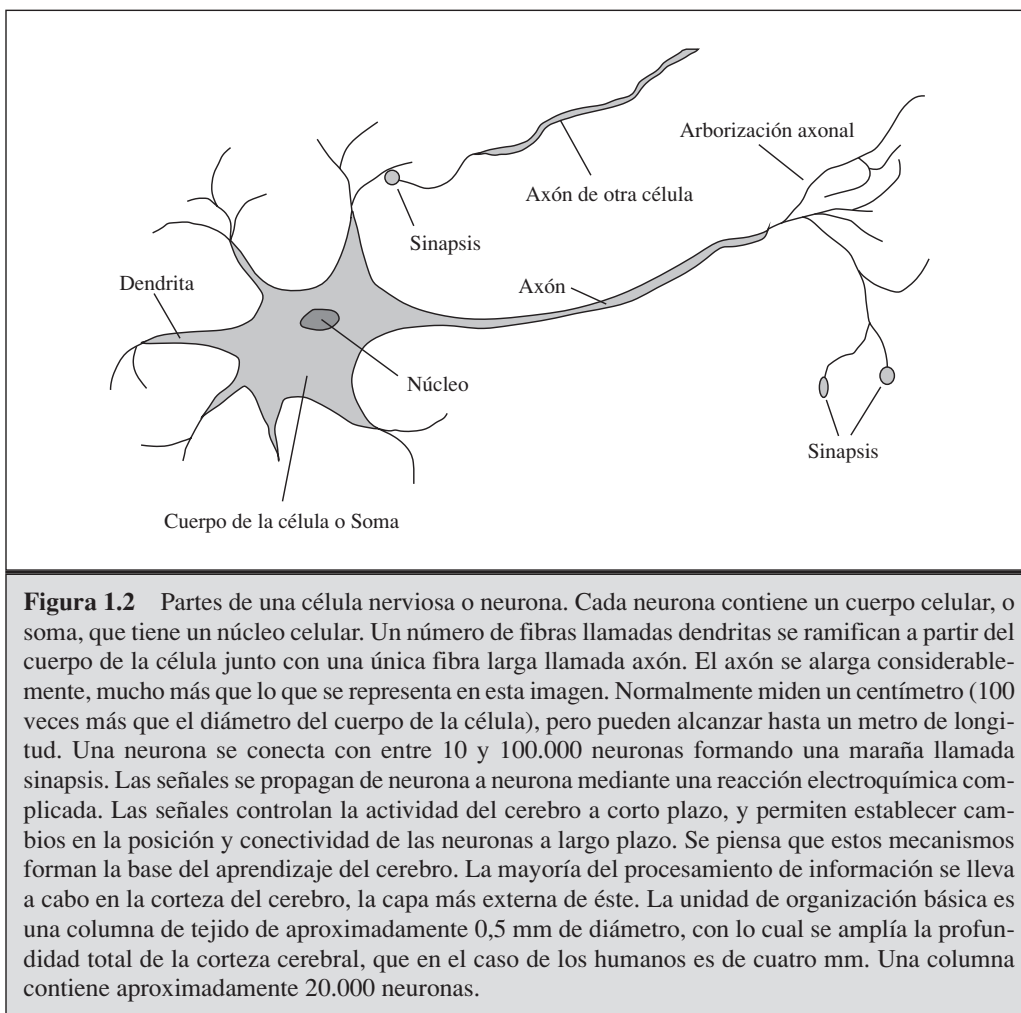 Arborización axonal
Axón de otra célula
Sinapsis
Dendrita
Axón
Núcleo
Sinapsis
Cuerpo de la célula o Soma
Figura 1.2 Partes de una célula nerviosa o neurona. Cada neurona contiene un cuerpo celular, o
soma, que tiene un núcleo celular. Un número de fibras llamadas dendritas se ramifican a partir del
cuerpo de la célula junto con una única fibra larga llamada axón. El axón se alarga considerable-
mente, mucho más que lo que se representa en esta imagen. Normalmente miden un centímetro (100
veces más que el diámetro del cuerpo de la célula), pero pueden alcanzar hasta un metro de longi-
tud. Una neurona se conecta con entre 10 y 100.000 neuronas formando una maraña llamada
sinapsis. Las señales se propagan de neurona a neurona mediante una reacción electroquímica com-
plicada. Las señales controlan la actividad del cerebro a corto plazo, y permiten establecer cam-
bios en la posición y conectividad de las neuronas a largo plazo. Se piensa que estos mecanismos
forman la base del aprendizaje del cerebro. La mayoría del procesamiento de información se lleva
a cabo en la corteza del cerebro, la capa más externa de éste. La unidad de organización básica es
una columna de tejido de aproximadamente 0,5 mm de diámetro, con lo cual se amplía la profun-
didad total de la corteza cerebral, que en el caso de los humanos es de cuatro mm. Una columna
contiene aproximadamente 20.000 neuronas.